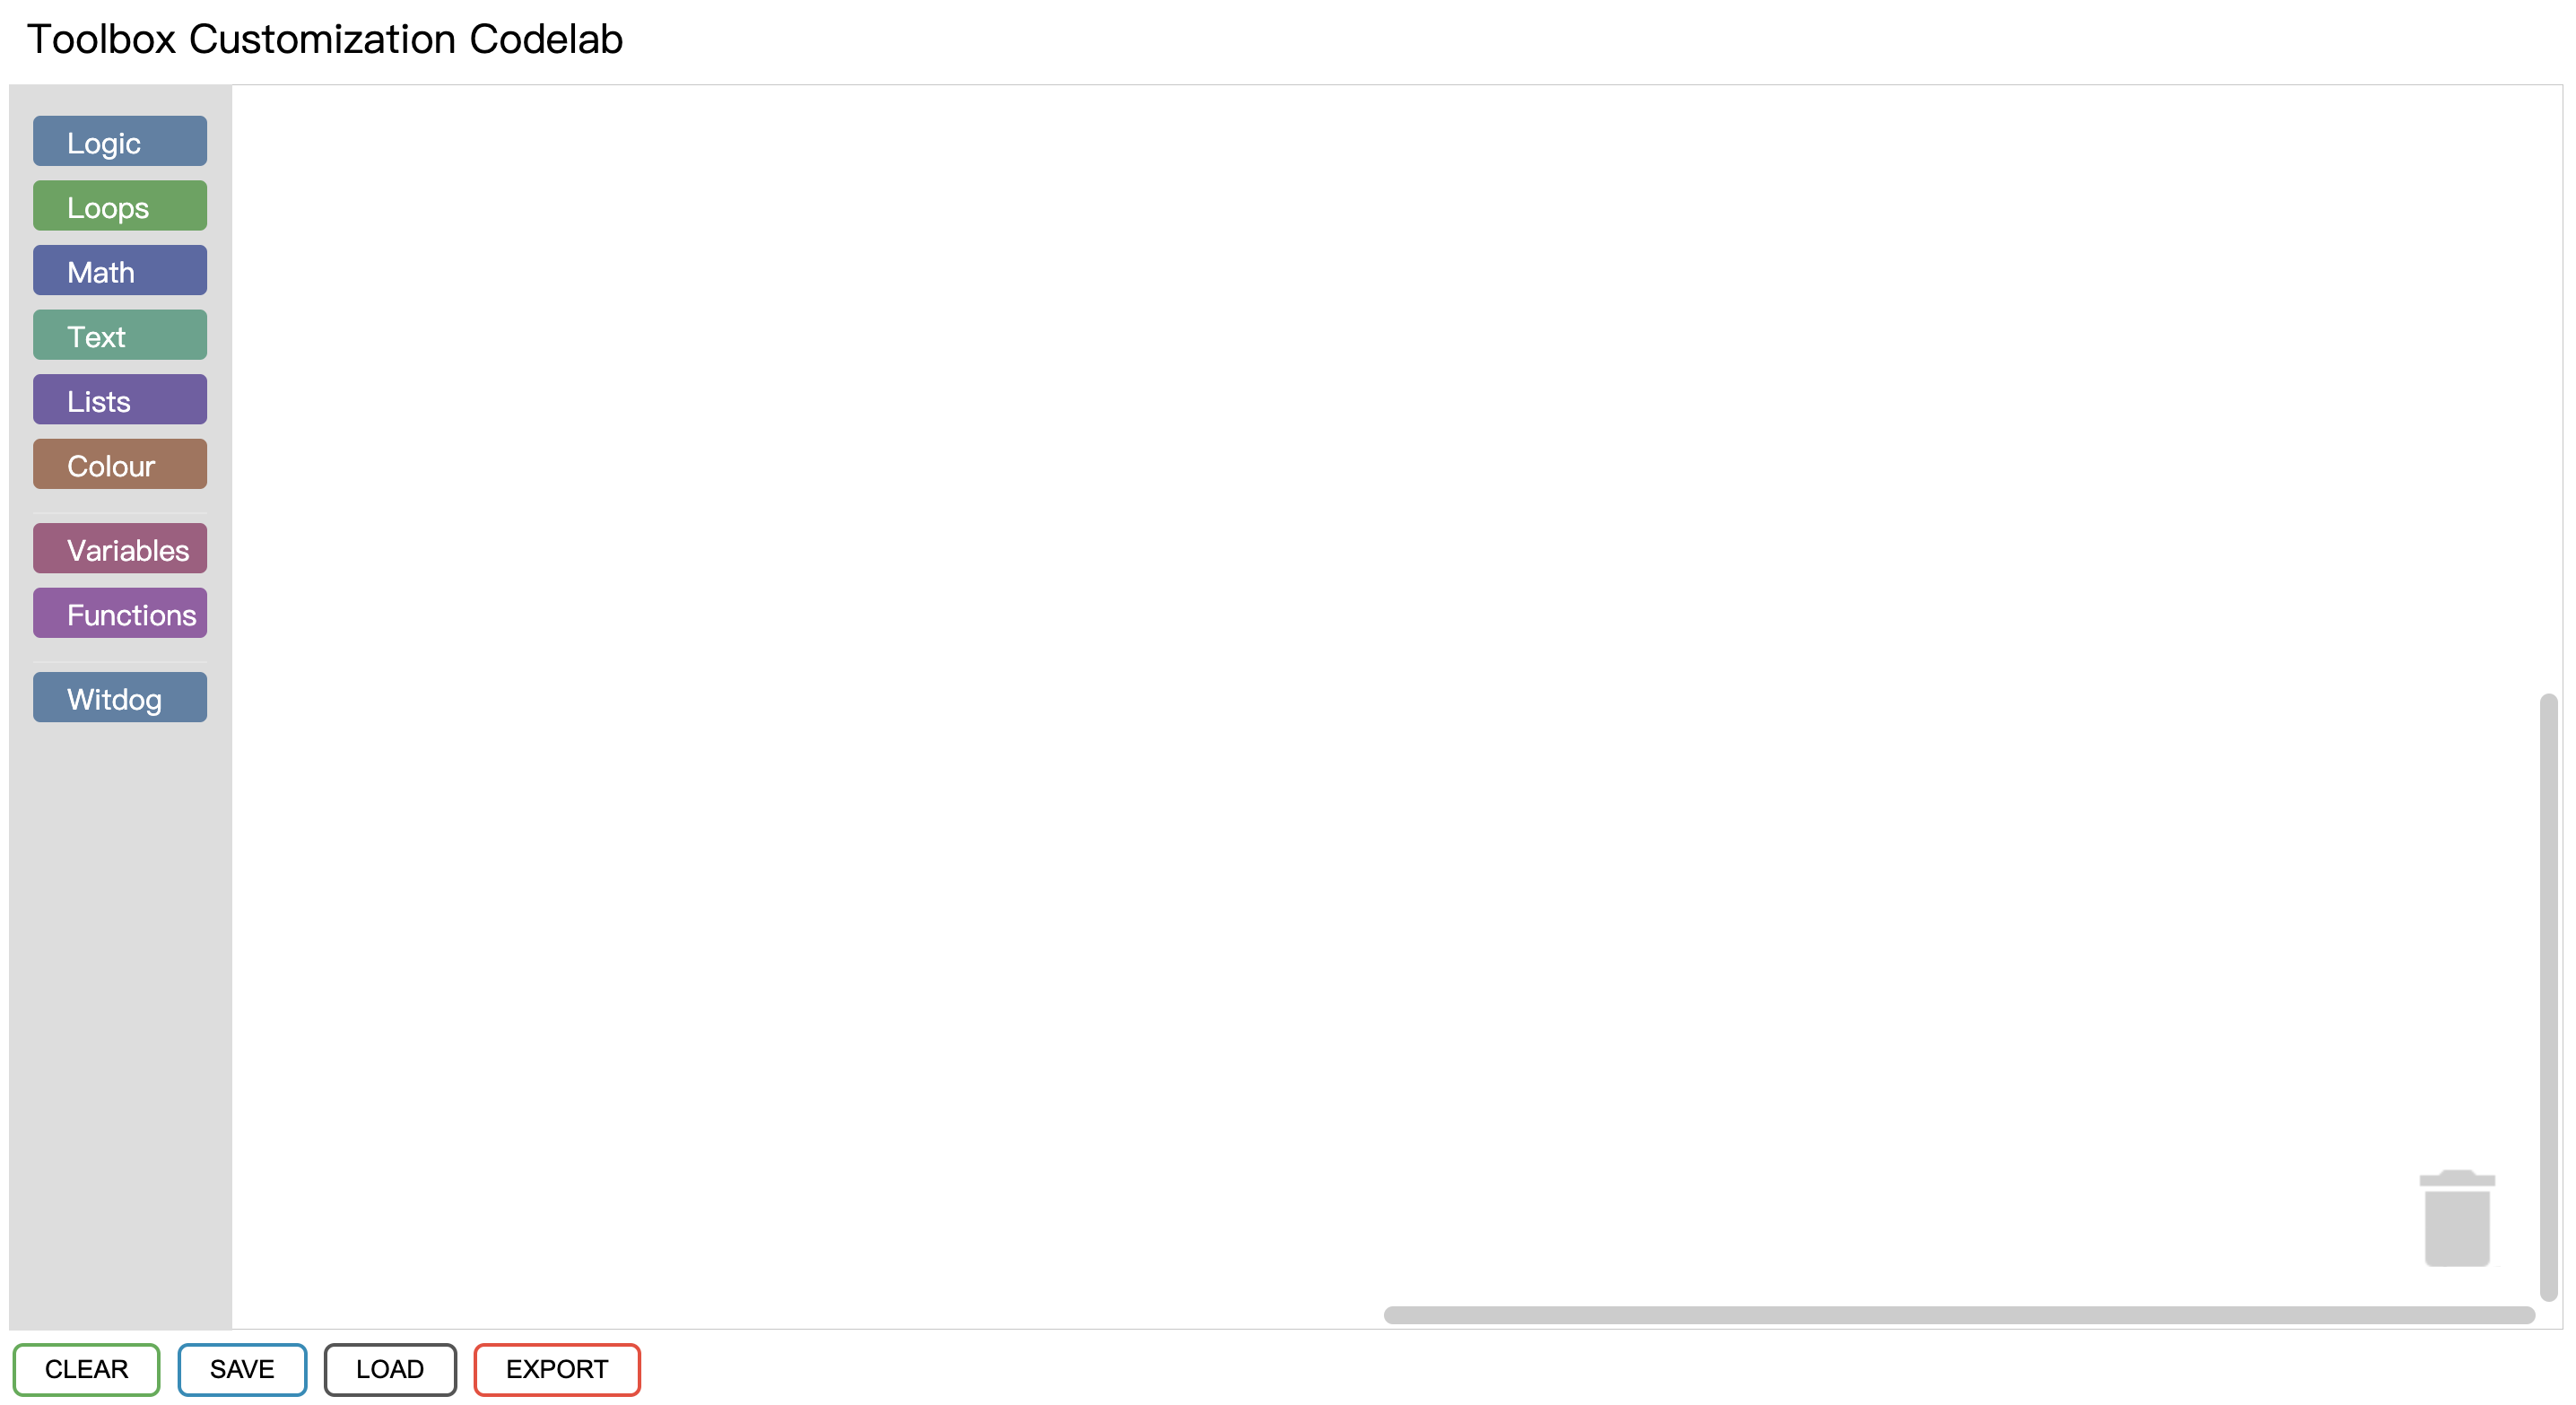 Toolbox Customization Codelab
Logic
Loops
Math
Text
Lists
Colour
Variables
Functions
Witdog
CLEAR
SAVE
LOAD
EXPORT